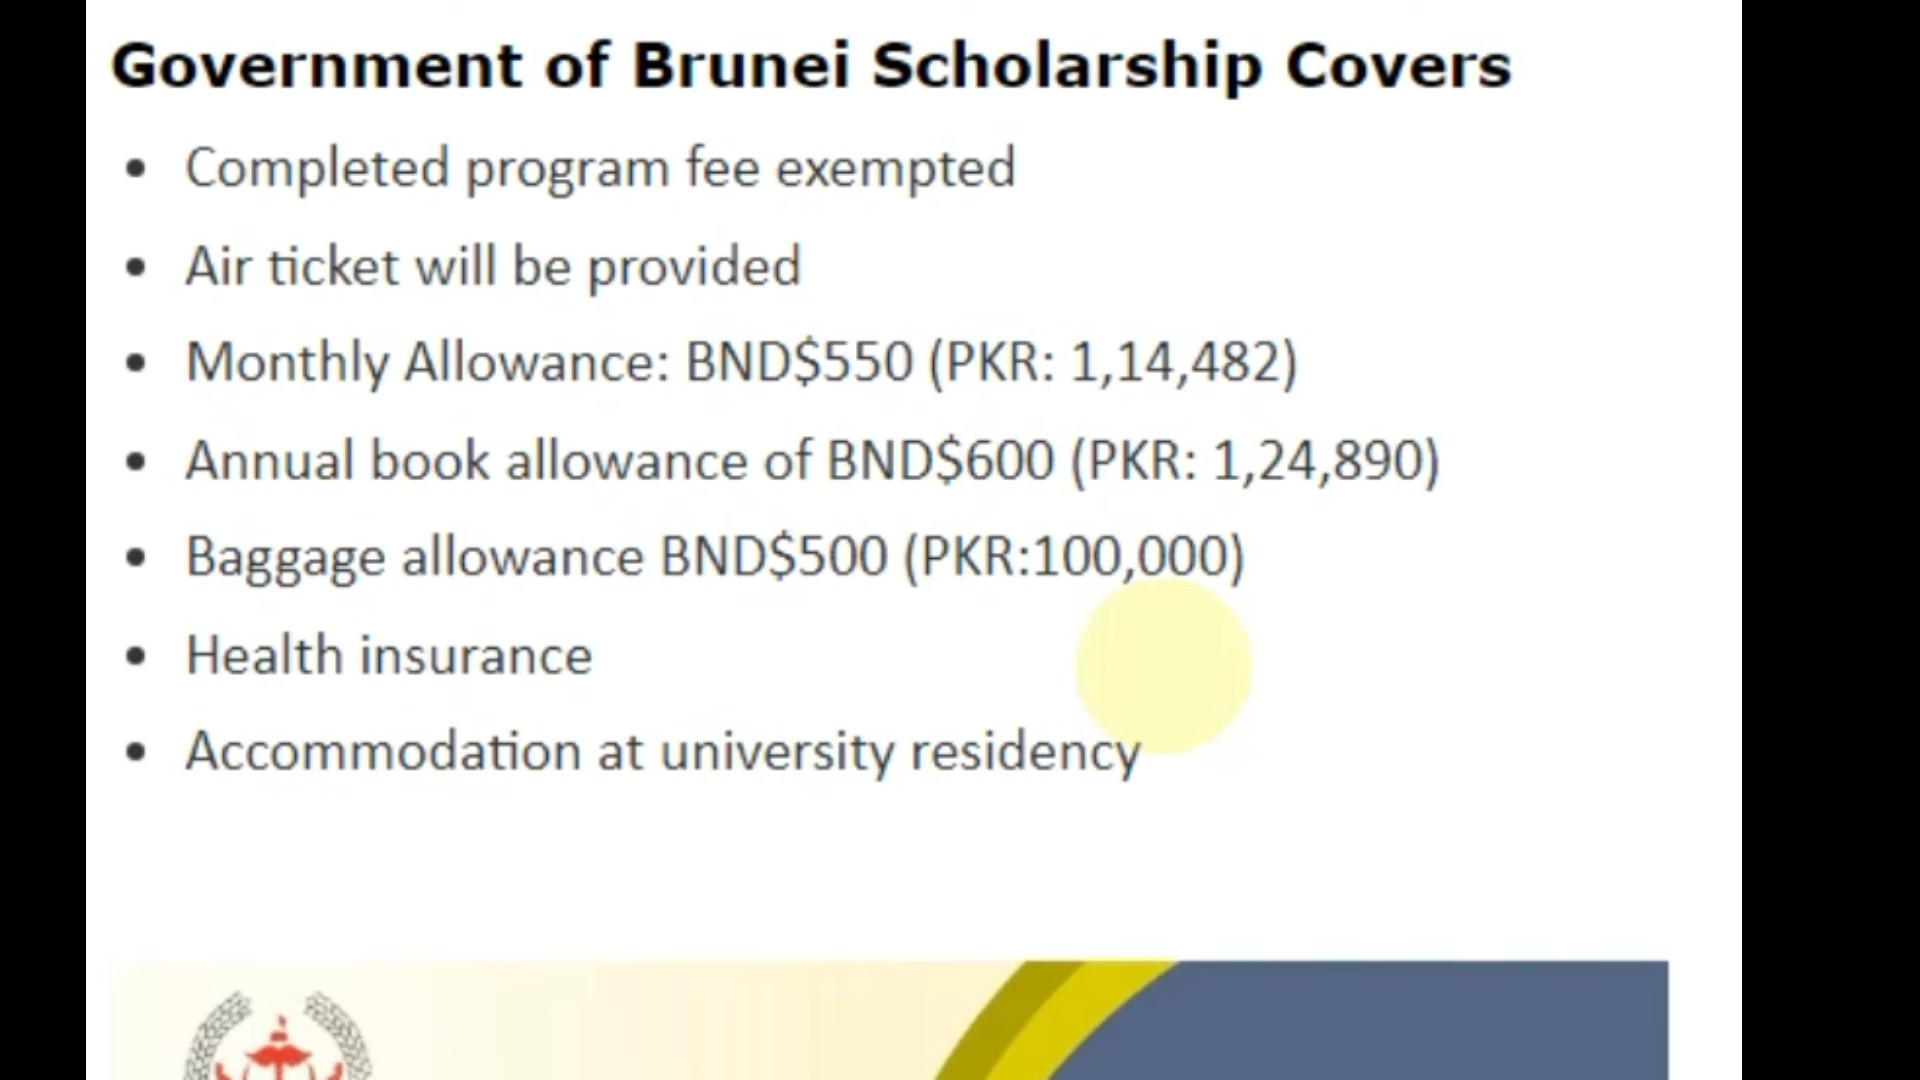 Government of Brunei Scholarship Covers
• Completed program fee exempted
• Air ticket will be provided
• Monthly Allowance: BND$550 (PKR: 1,14,482)
• Annual book allowance of BND$600 (PKR: 1,24,890)
• Baggage allowance BND$500 (PKR:100,000)
• Health insurance
• Accommodation at university residency